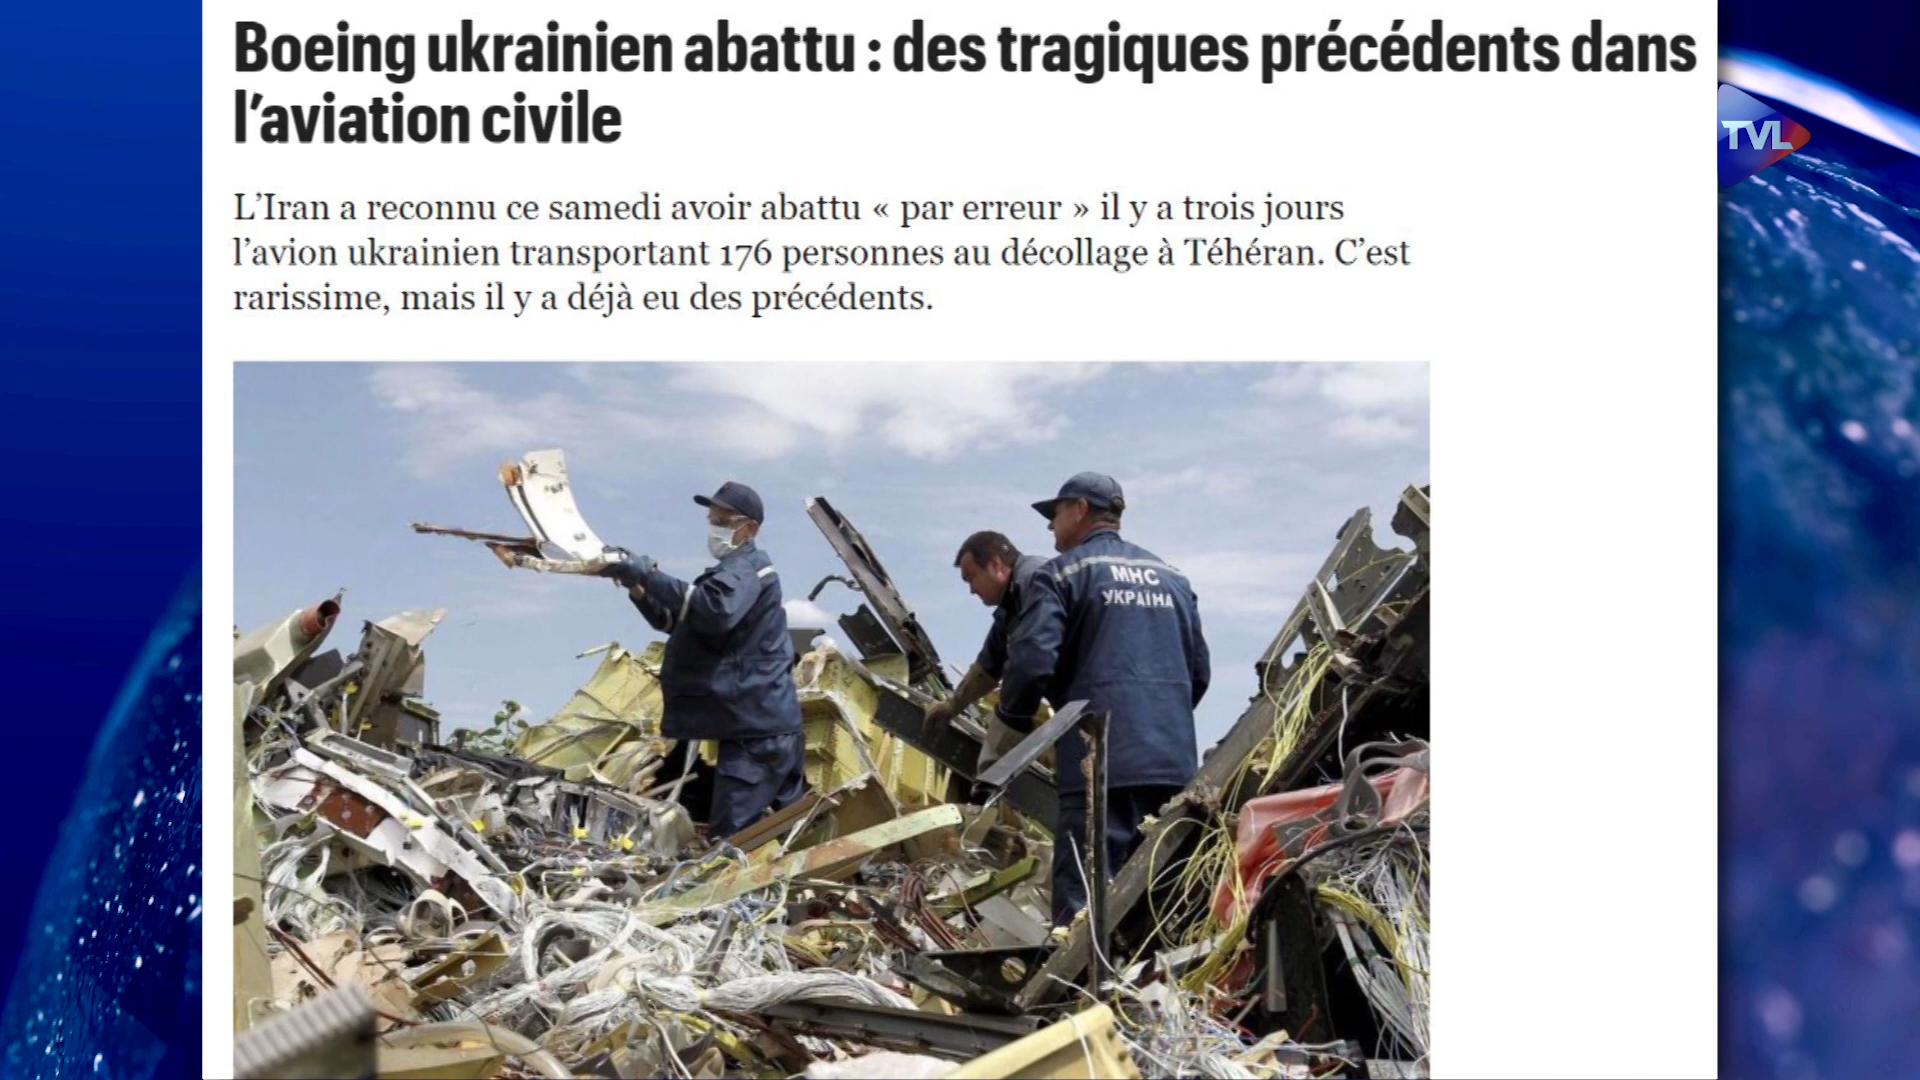 Boeing ukrainien abattu : des tragiques précédents dans
l'aviation civile
TVL
L'Iran a reconnu ce samedi avoir abattu « par erreur » il y a trois jours
l'avion ukrainien transportant 176 personnes au décollage à Téhéran. C'est
rarissime, mais il y a déjà eu des précédents.
МНС
УКРАЇНА